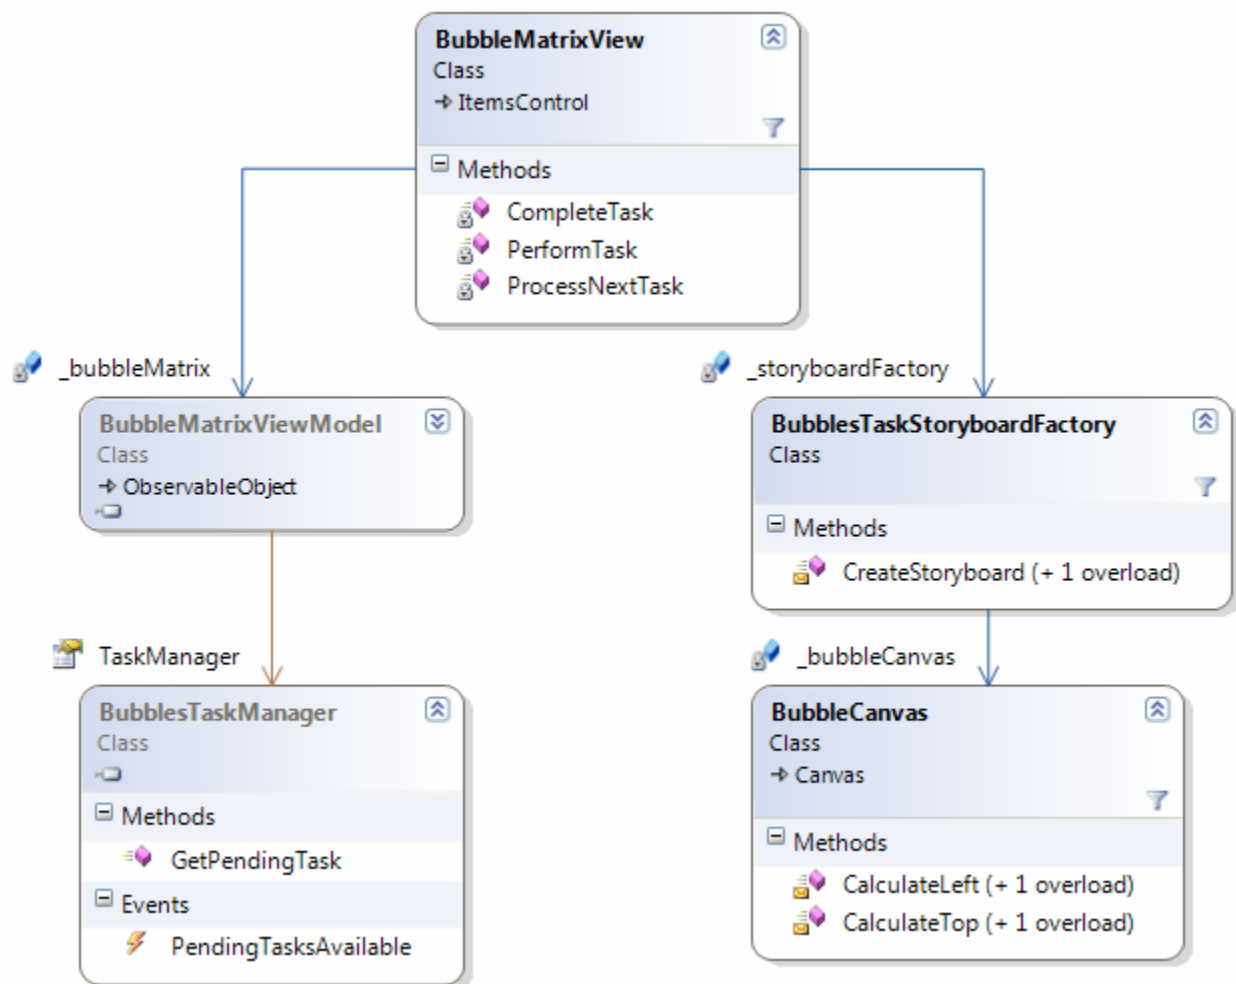 BubbleMatrixView
Class
ItemsControl
Methods
CompleteTask
PerformTask
ProcessNextTask
_bubbleMatrix
_storyboardFactory
BubbleMatrixViewModel
Class
ObservableObject
BubblesTaskStoryboardFactory
Class
Methods
CreateStoryboard (+ 1 overload)
TaskManager
_bubbleCanvas
BubblesTaskManager
Class
Methods
GetPendingTask
Events
PendingTasksAvailable
BubbleCanvas
Class
Canvas
Methods
CalculateLeft (+ 1 overload)
CalculateTop (+ 1 overload)